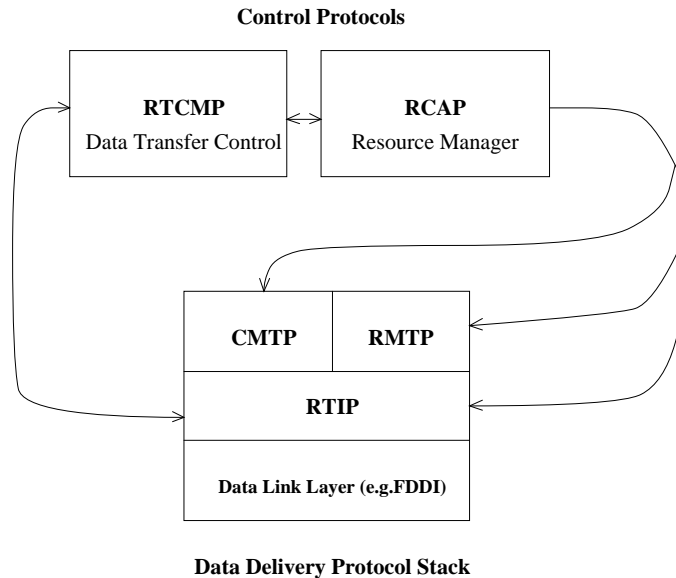 Control Protocols
RTCMP
Data Transfer Control
RCAP
Resource Manager
CMTP
RMTP
RTIP
Data Link Layer (e.g.FDDI)
Data Delivery Protocol Stack